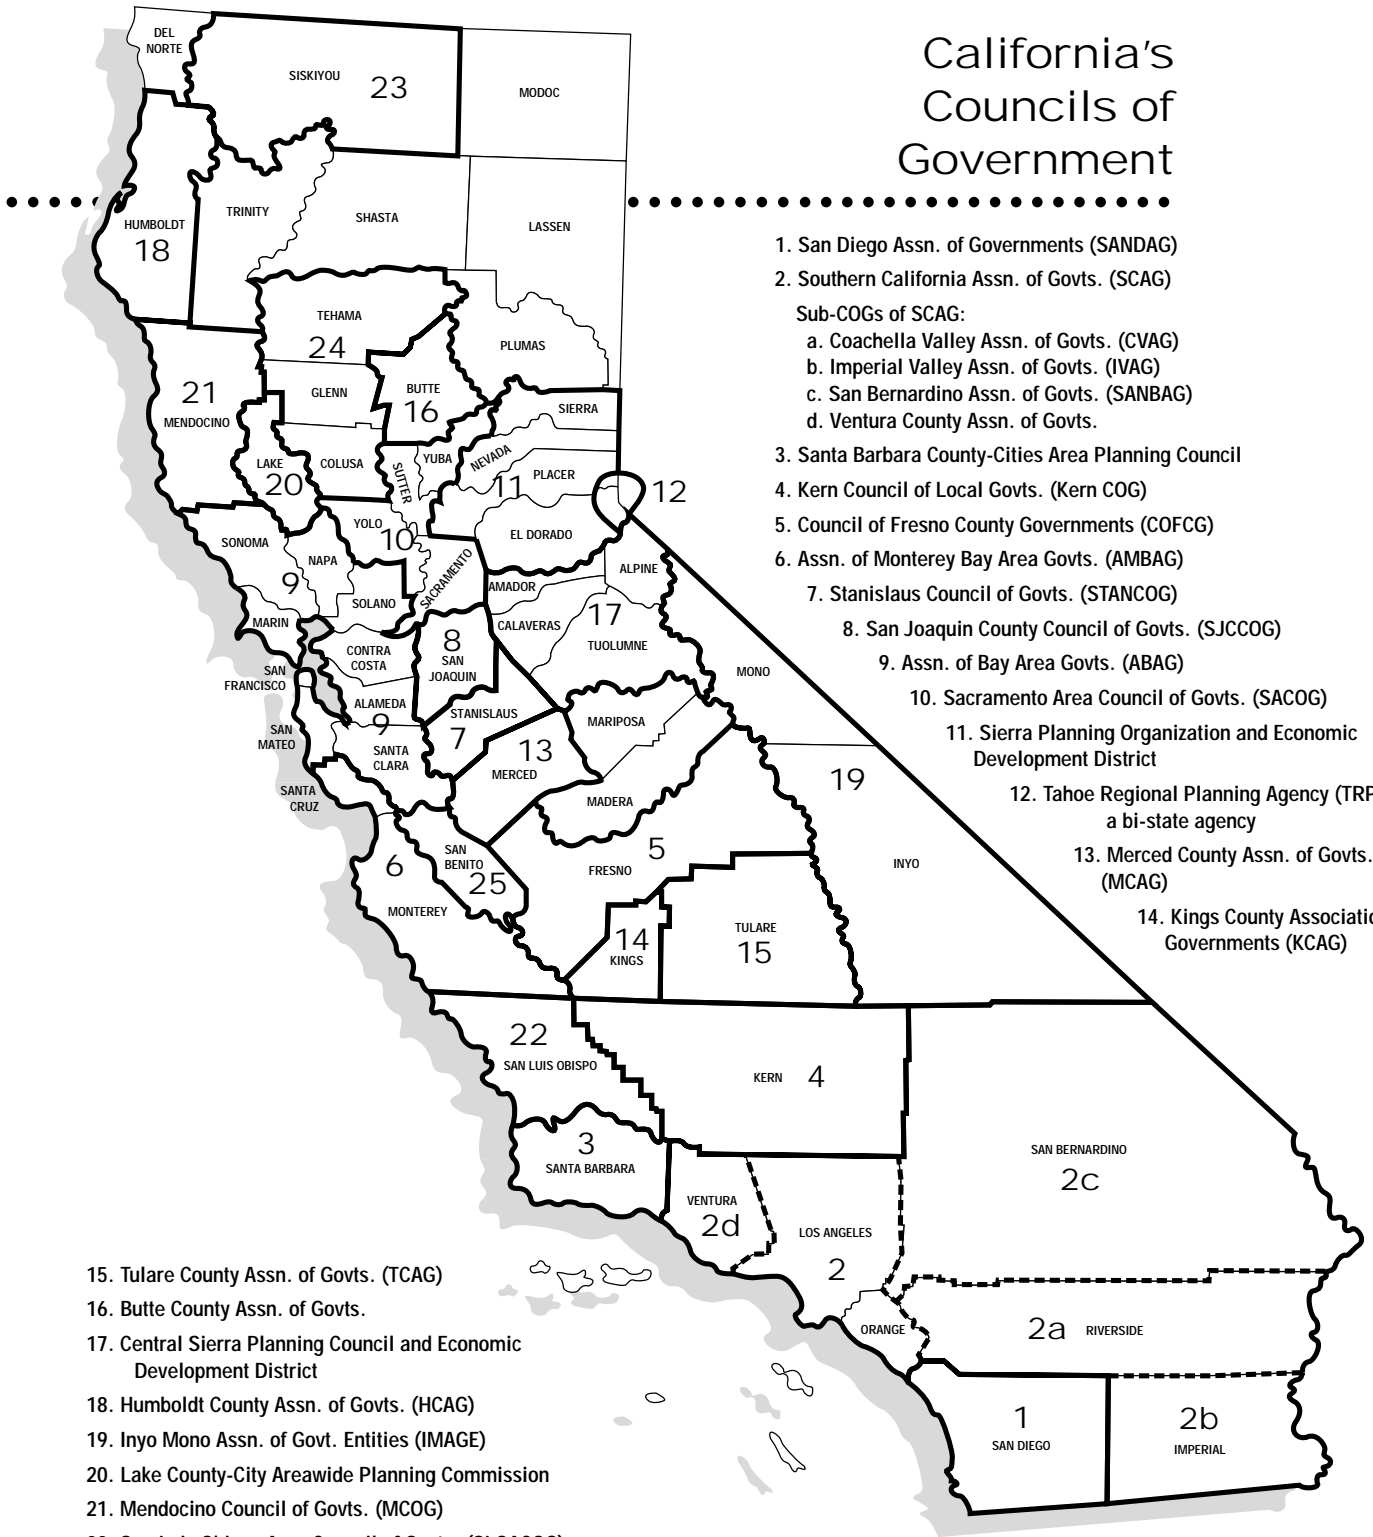 California's
Councils of
Government
1. San Diego Assn. of Governments (SANDAG)
2. Southern California Assn. of Govts. (SCAG)
Sub-COGs of SCAG:
a. Coachella Valley Assn. of Govts. (CVAG)
b. Imperial Valley Assn. of Govts. (IVAG)
c. San Bernardino Assn. of Govts. (SANBAG)
d. Ventura County Assn. of Govts.
3. Santa Barbara County-Cities Area Planning Council
4. Kern Council of Local Govts. (Kern COG)
5. Council of Fresno County Governments (COFCG)
6. Assn. of Monterey Bay Area Govts. (AMBAG)
7. Stanislaus Council of Govts. (STANCOG)
8. San Joaquin County Council of Govts. (SJCCOG)
9. Assn. of Bay Area Govts. (ABAG)
10. Sacramento Area Council of Govts. (SACOG)
11. Sierra Planning Organization and Economic
Development District
12. Tahoe Regional Planning Agency (TRP
a bi-state agency
13. Merced County Assn. of Govts.
(MCAG)
14. Kings County Associatio
Governments (KCAG)
DEL
NORTE
SISKIYOU 23
MODOC
HUMBOLDT
18
TRINITY
SHASTA
LASSEN
TEHAMA
24
PLUMAS
21
MENDOCINO
GLENN
BUTTE
16
SIERRA
LAKE
20
COLUSA
SUTTER
YUBA
NEVADA
11
PLACER
12
SONOMA
NAPA
9
YOLO
10
EL DORADO
SACRAMENTO
SOLANO
AMADOR
ALPINE
MARIN
CONTRA
COSTA
8
SAN
JOAQUIN
CALAVERAS
17
TUOLUMNE
MONO
SAN
FRANCISCO
ALAMEDA
9
STANISLAUS
7
MARIPOSA
SAN
MATEO
SANTA
CLARA
13
MERCED
19
SANTA
CRUZ
MADERA
INYO
6
MONTEREY
SAN
BENITO
25
5
FRESNO
14
KINGS
TULARE
15
22
SAN LUIS OBISPO
KERN 4
3
SANTA BARBARA
SAN BERNARDINO
2c
VENTURA
2d
LOS ANGELES
2
ORANGE
2a RIVERSIDE
1
SAN DIEGO
2b
IMPERIAL
15. Tulare County Assn. of Govts. (TCAG)
16. Butte County Assn. of Govts.
17. Central Sierra Planning Council and Economic
Development District
18. Humboldt County Assn. of Govts. (HCAG)
19. Inyo Mono Assn. of Govt. Entities (IMAGE)
20. Lake County-City Areawide Planning Commission
21. Mendocino Council of Govts. (MCOG)